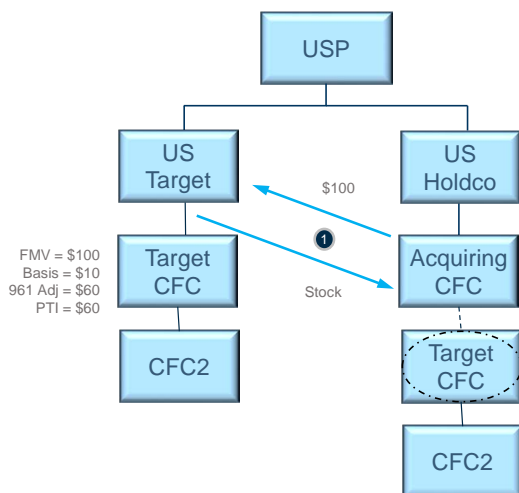 USP
US
Target
US
Holdco
$100
1
Stock
FMV = $100
Basis = $10
961 Adj = $60
PTI = $60
Target
CFC
Acquiring
CFC
CFC2
Target
CFC
CFC2